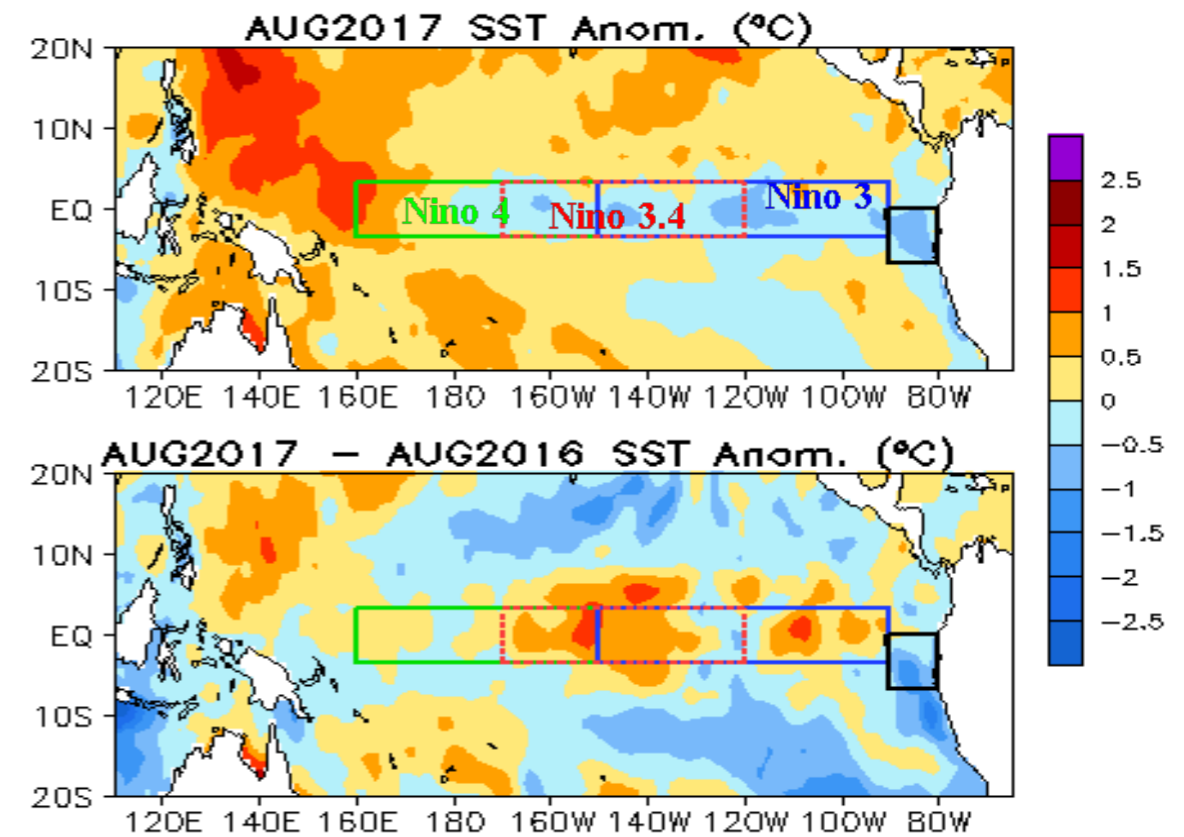 AUG2017 SST Anom. (ºC)
20N
10N
EQ
10S
20S
Nino 4
Nino 3.4
Nino 3
120E 140E 160E 180 160W 140W 120W 100W 80W
AUG2017 – AUG2016 SST Anom. (ºC)
20N
10N
EQ
10S
20S
120E 140E 160E 180 160W 140W 120W 100W 80W
2.5
2
1.5
1
0.5
0
−0.5
−1
−1.5
−2
−2.5